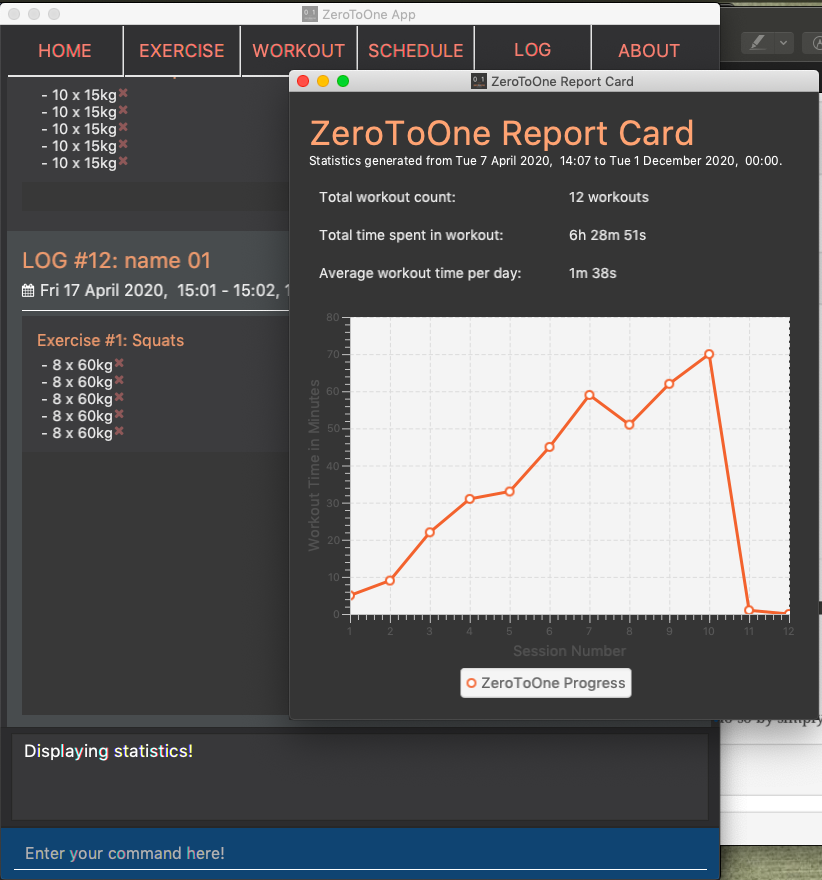 ZeroToOne App
HOME EXERCISE WORKOUT SCHEDULE LOG ABOUT
- 10 x 15kg
- 10 x 15kg
- 10 x 15kg
- 10 x 15kg
- 10 x 15kg
LOG #12: name 01
Fri 17 April 2020, 15:01 - 15:02,
Exercise #1: Squats
- 8 x 60kg
- 8 x 60kg
- 8 x 60kg
- 8 x 60kg
- 8 x 60kg
Displaying statistics!
Enter your command here!
ZeroToOne Report Card
ZeroToOne Report Card
Statistics generated from Tue 7 April 2020, 14:07 to Tue 1 December 2020, 00:00.
Total workout count: 12 workouts
Total time spent in workout: 6h 28m 51s
Average workout time per day: 1m 38s
Workout Time in Minutes
80
70
60
50
40
30
20
10
0
1 2 3 4 5 6 7 8 9 10 11 12
Session Number
ZeroToOne Progress